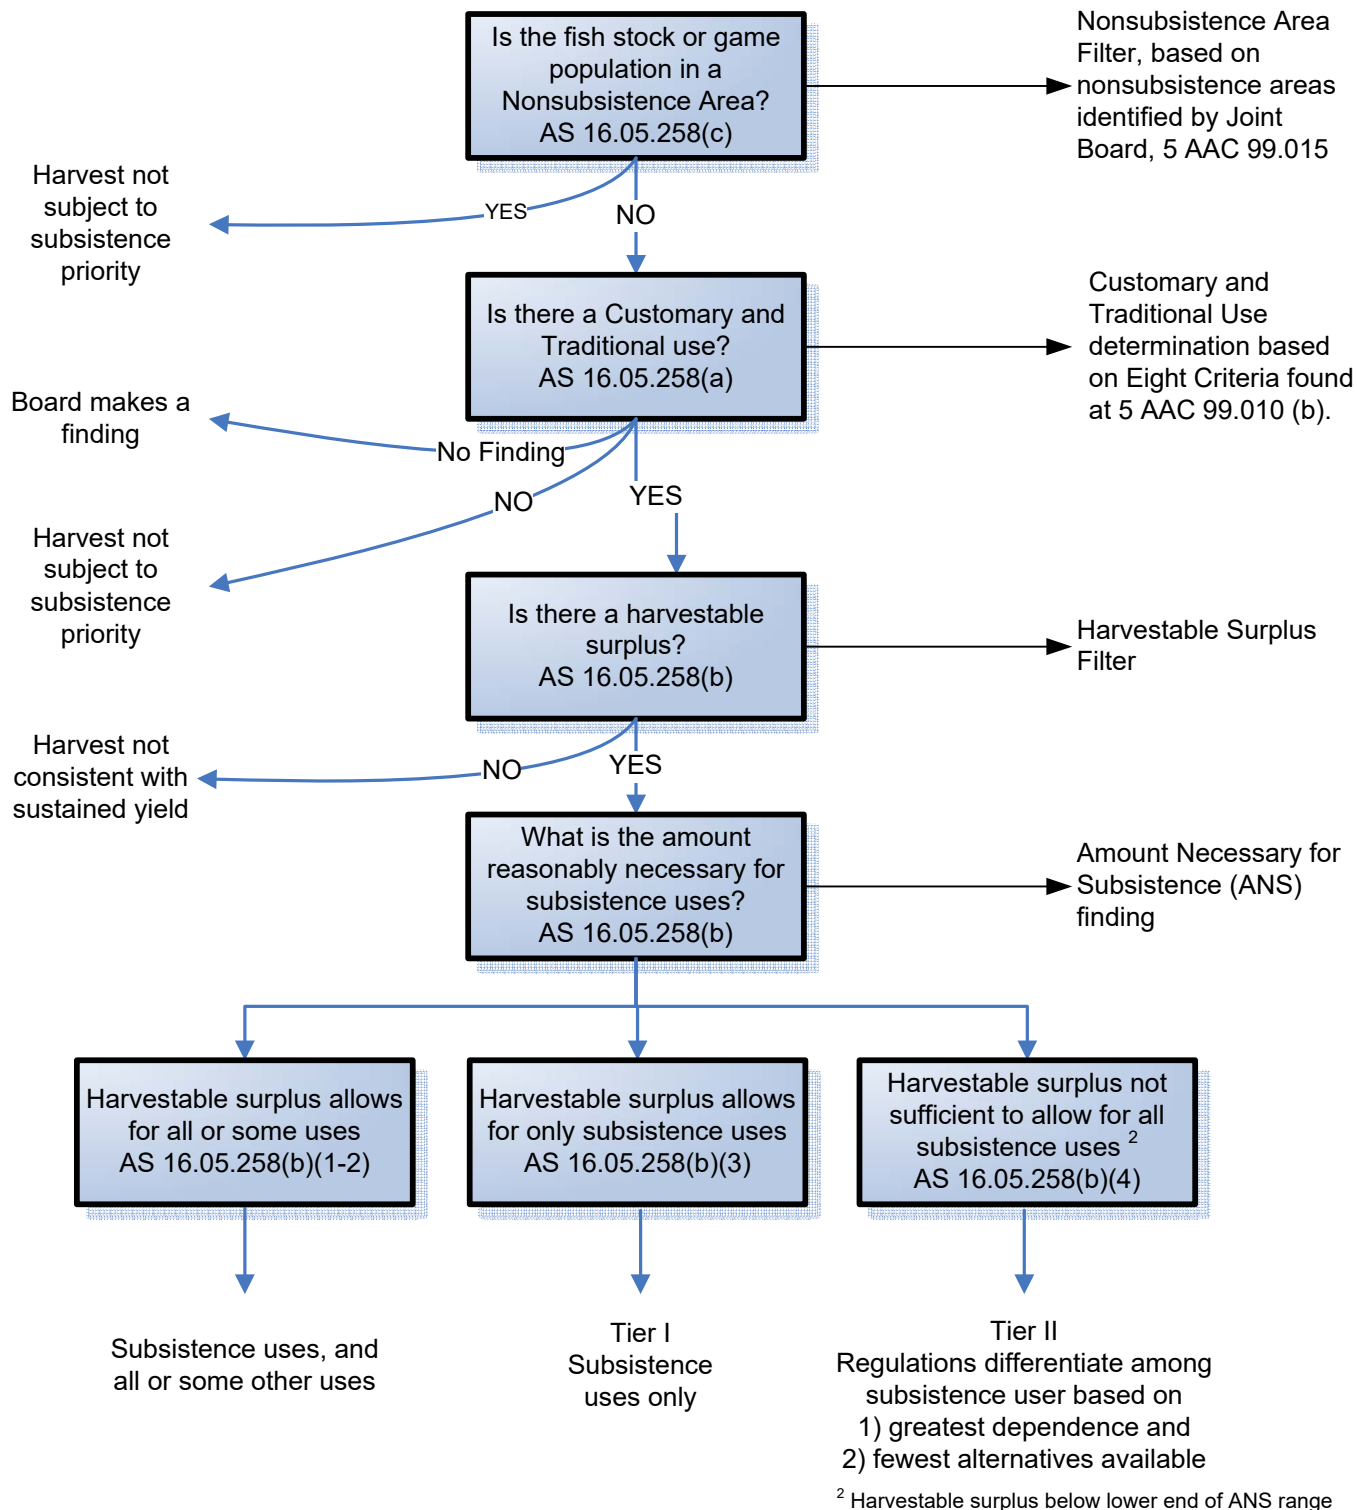 Is the fish stock or game
population in a
Nonsubsistence Area?
AS 16.05.258(c)
Nonsubsistence Area
Filter, based on
nonsubsistence areas
identified by Joint
Board, 5 AAC 99.015
Harvest not
subject to
subsistence
priority
YES
NO
Is there a Customary and
Traditional use?
AS 16.05.258(a)
Customary and
Traditional Use
determination based
on Eight Criteria found
at 5 AAC 99.010 (b).
Board makes a
finding
No Finding
NO
YES
Harvest not
subject to
subsistence
priority
Is there a harvestable
surplus?
AS 16.05.258(b)
Harvestable Surplus
Filter
Harvest not
consistent with
sustained yield
NO
YES
What is the amount
reasonably necessary for
subsistence uses?
AS 16.05.258(b)
Amount Necessary for
Subsistence (ANS)
finding
Harvestable surplus allows
for all or some uses
AS 16.05.258(b)(1-2)
Harvestable surplus allows
for only subsistence uses
AS 16.05.258(b)(3)
Harvestable surplus not
sufficient to allow for all
subsistence uses 2
AS 16.05.258(b)(4)
Subsistence uses, and
all or some other uses
Tier I
Subsistence
uses only
Tier II
Regulations differentiate among
subsistence user based on
1) greatest dependence and
2) fewest alternatives available
2 Harvestable surplus below lower end of ANS range